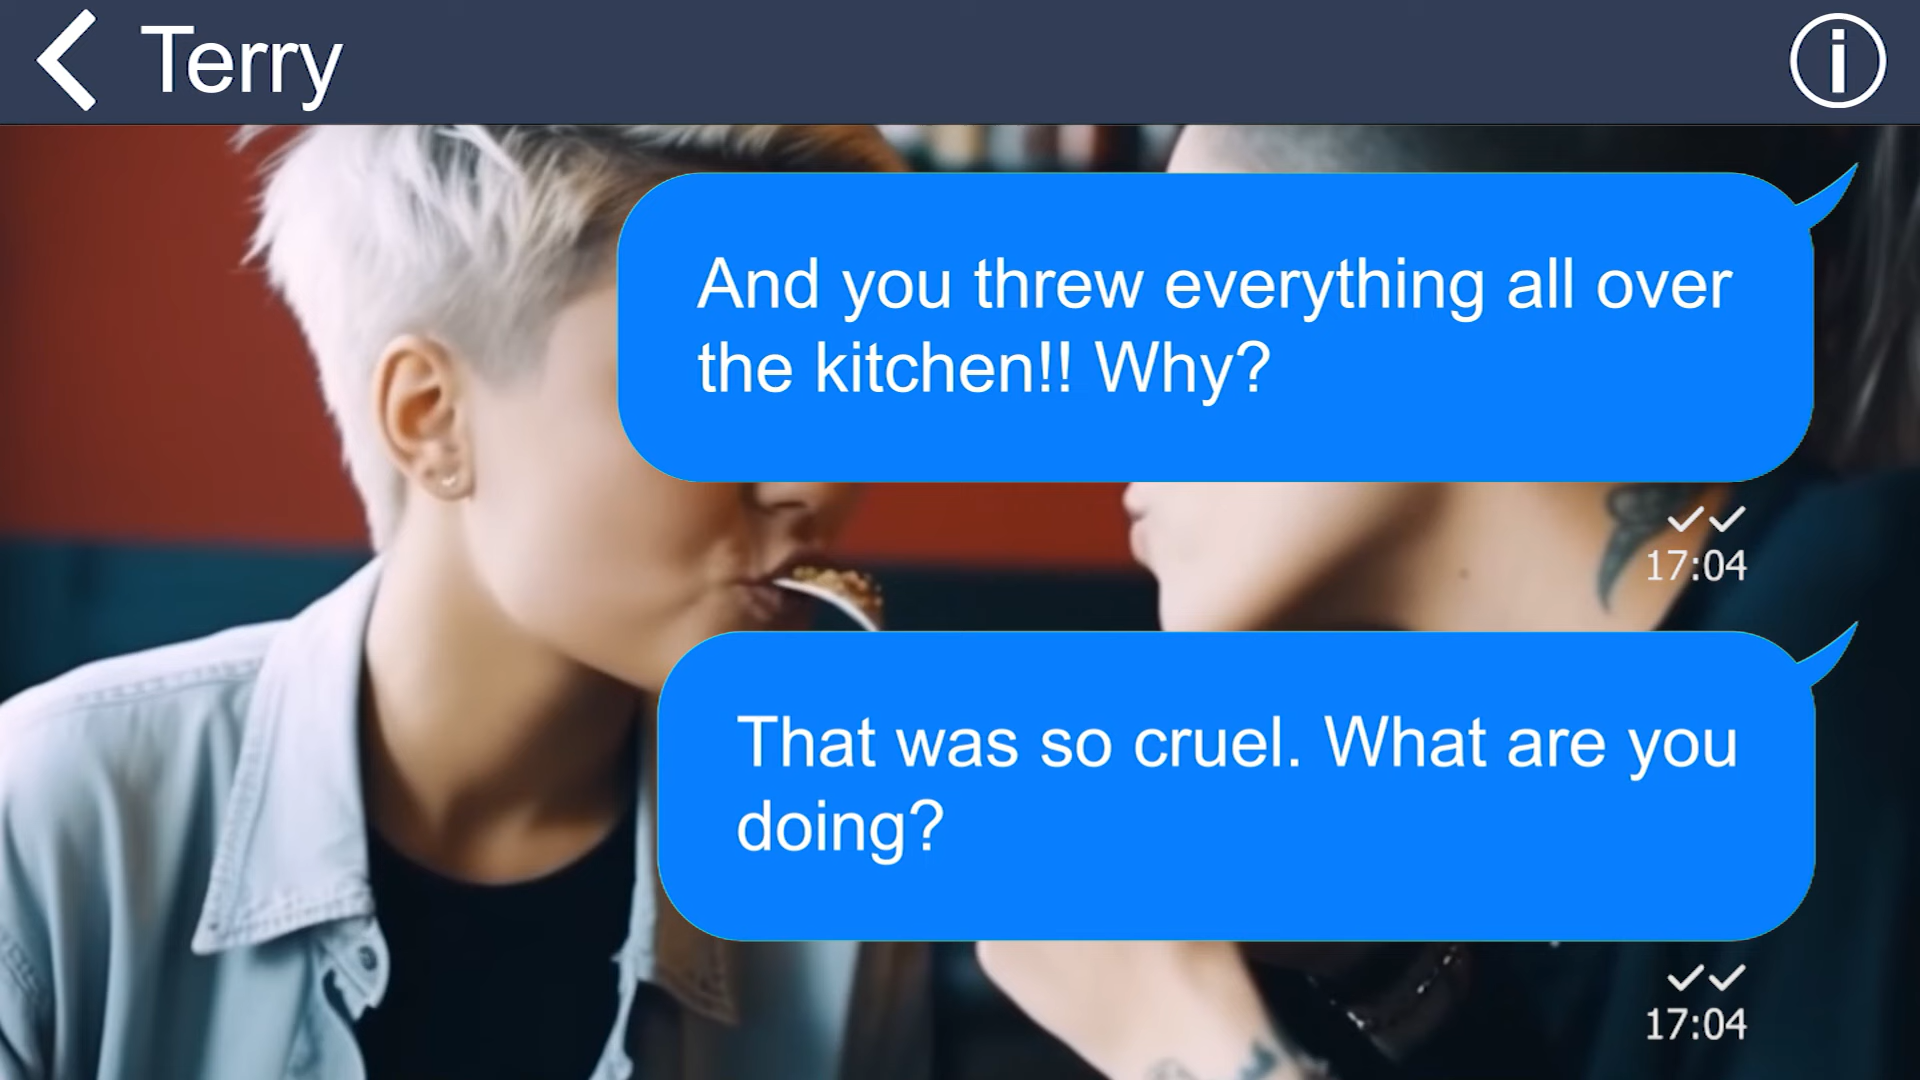 Terry
And you threw everything all over
the kitchen!! Why?
17:04
That was so cruel. What are you
doing?
17:04